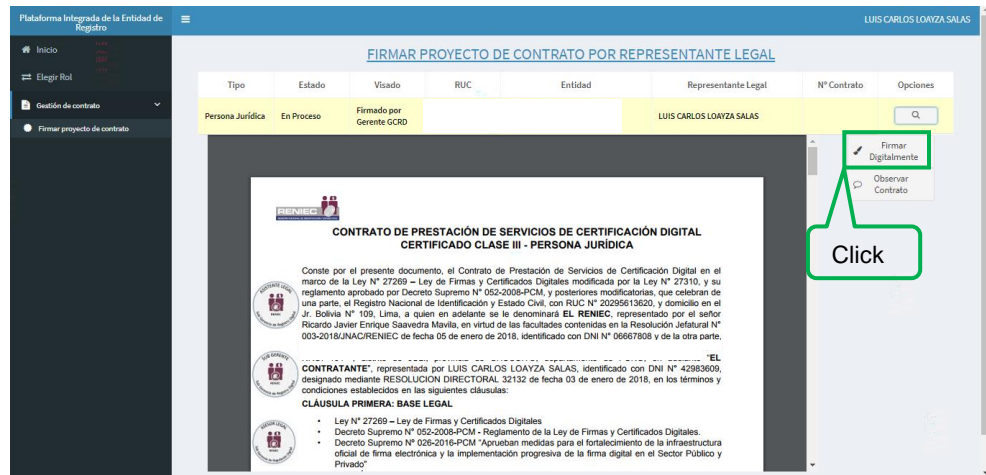 Plataforma Integrada de la Entidad de
Registro
LUIS CARLOS LOAYZA SALAS
Inicio
Elegir Rol
Gestión de contrato
Firmar proyecto de contrato
FIRMAR PROYECTO DE CONTRATO POR REPRESENTANTE LEGAL
Tipo Estado Visado RUC Entidad Representante Legal N° Contrato Opciones
Persona Jurídica En Proceso Firmado por Gerente GCRD LUIS CARLOS LOAYZA SALAS
Firmar
Digitalmente
Observar
Contrato
Click
RENIEC
CONTRATO DE PRESTACIÓN DE SERVICIOS DE CERTIFICACIÓN DIGITAL
CERTIFICADO CLASE III - PERSONA JURÍDICA
Conste por el presente documento, el Contrato de Prestación de Servicios de Certificación Digital en el
marco de la Ley N° 27269 – Ley de Firmas y Certificados Digitales modificada por la Ley N° 27310, y su
reglamento aprobado por Decreto Supremo N° 052-2008-PCM, y posteriores modificatorias, que celebran de
una parte, el Registro Nacional de Identificación y Estado Civil, con RUC N° 20295613620, y domicilio en el
Jr. Bolivia N° 109, Lima, a quien en adelante se le denominará EL RENIEC, representado por el señor
Ricardo Javier Enrique Saavedra Mavila, en virtud de las facultades contenidas en la Resolución Jefatural N°
003-2018/JNAC/RENIEC de fecha 05 de enero de 2018, identificado con DNI N° 06667808 y de la otra parte,
"EL
CONTRATANTE", representada por LUIS CARLOS LOAYZA SALAS, identificado con DNI N° 42983609,
designado mediante RESOLUCION DIRECTORAL 32132 de fecha 03 de enero de 2018, en los términos y
condiciones establecidos en las siguientes cláusulas:
CLÁUSULA PRIMERA: BASE LEGAL
• Ley N° 27269 – Ley de Firmas y Certificados Digitales
• Decreto Supremo N° 052-2008-PCM - Reglamento de la Ley de Firmas y Certificados Digitales.
• Decreto Supremo N° 026-2016-PCM "Aprueban medidas para el fortalecimiento de la infraestructura
oficial de firma electrónica y la implementación progresiva de la firma digital en el Sector Público y
Privado"